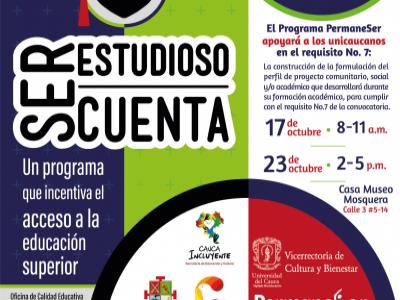 SER ESTUDIOSO
CUENTA
Un programa
que incentiva el
acceso a la
educación
superior
Oficina de Calidad Educativa
El Programa PermaneSer
apoyará a los unicaucanos
en el requisito No. 7:
La construcción de la formulación del
perfil de proyecto comunitario, social
y/o académico que desarrollará durante
su formación académica, para cumplir
con el requisito No.7 de la convocatoria.
17 de octubre · 8-11 a.m.
23 de octubre · 2-5 p.m.
Casa Museo
Mosquera
Calle 3 #5-14
CAUCA
INCLUYENTE
Universidad
del Cauca
Vicerrectoría de
Cultura y Bienestar